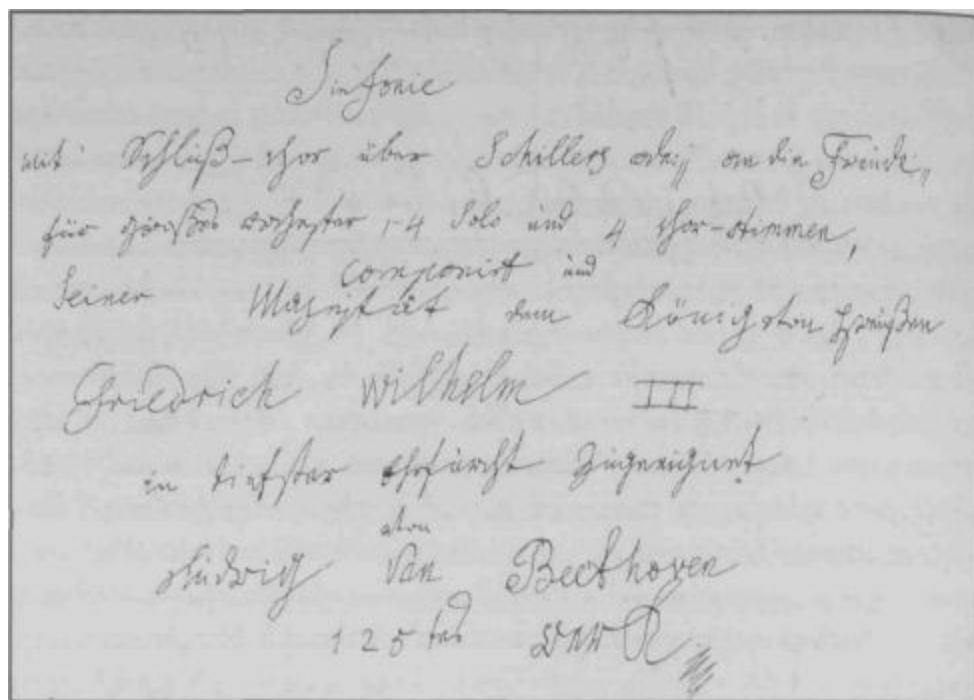 Sinfonie
mit Schluß-chor über Schillers ode; „an die Freude„
für großes orchester, 4 Solo und 4 chor-stimmen,
componirt und
Seiner Majestät dem König von Preußen
Friedrich Wilhelm III
in tiefster Ehrfurcht zugeeignet
von
Ludwig van Beethoven
125tes Werk